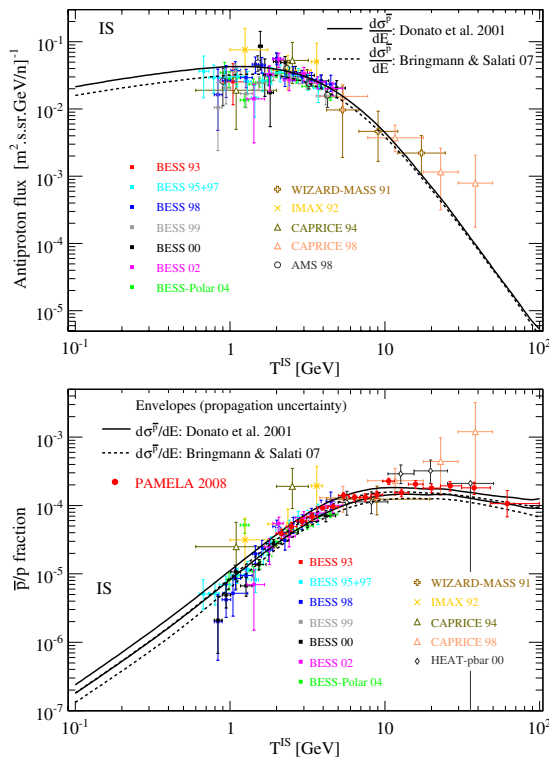 IS
dσp̅/dE: Donato et al. 2001
dσp̅/dE: Bringmann & Salati 07
Antiproton flux [m².s.sr.GeV/n]⁻¹
10⁻¹
10⁻²
10⁻³
10⁻⁴
10⁻⁵
BESS 93
BESS 95+97
BESS 98
BESS 99
BESS 00
BESS 02
BESS-Polar 04
WIZARD-MASS 91
IMAX 92
CAPRICE 94
CAPRICE 98
AMS 98
10⁻¹ 1 10 10²
Tᴵˢ [GeV]
Envelopes (propagation uncertainty)
dσp̅/dE: Donato et al. 2001
dσp̅/dE: Bringmann & Salati 07
PAMELA 2008
p̅/p fraction
10⁻³
10⁻⁴
10⁻⁵
10⁻⁶
10⁻⁷
IS
BESS 93
BESS 95+97
BESS 98
BESS 99
BESS 00
BESS 02
BESS-Polar 04
WIZARD-MASS 91
IMAX 92
CAPRICE 94
CAPRICE 98
HEAT-pbar 00
10⁻¹ 1 10 10²
Tᴵˢ [GeV]